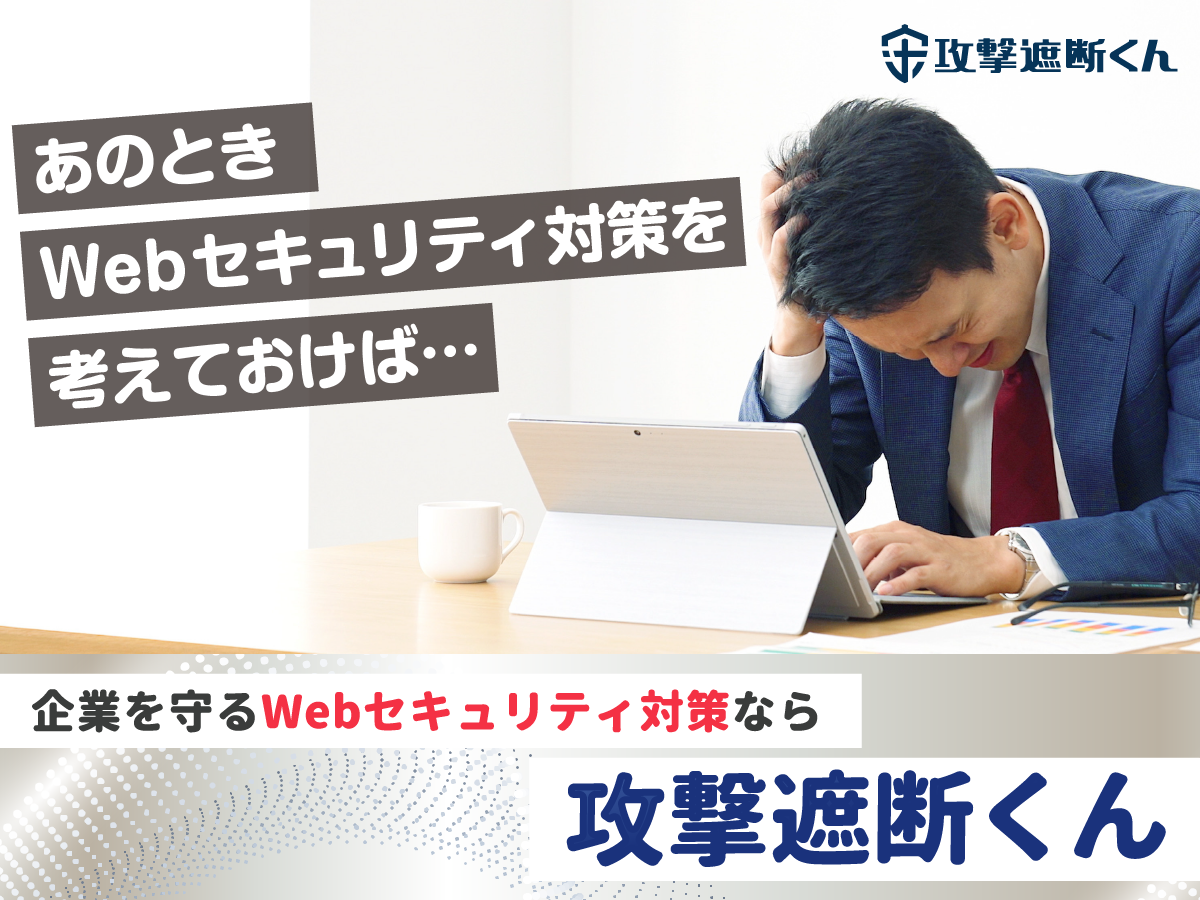 攻撃遮断くん
あのとき
Webセキュリティ対策を
考えておけば…
企業を守るWebセキュリティ対策なら
攻撃遮断くん